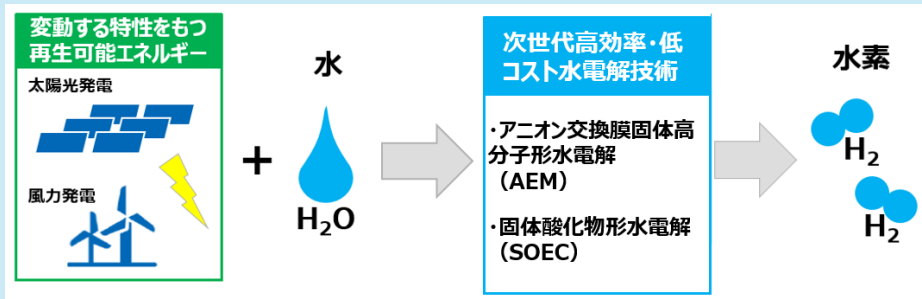 変動する特性をもつ
再生可能エネルギー
太陽光発電
風力発電
+
水
H₂O
次世代高効率・低
コスト水電解技術
・アニオン交換膜固体高
分子形水電解
(AEM)
・固体酸化物形水電解
(SOEC)
水素
H₂
H₂